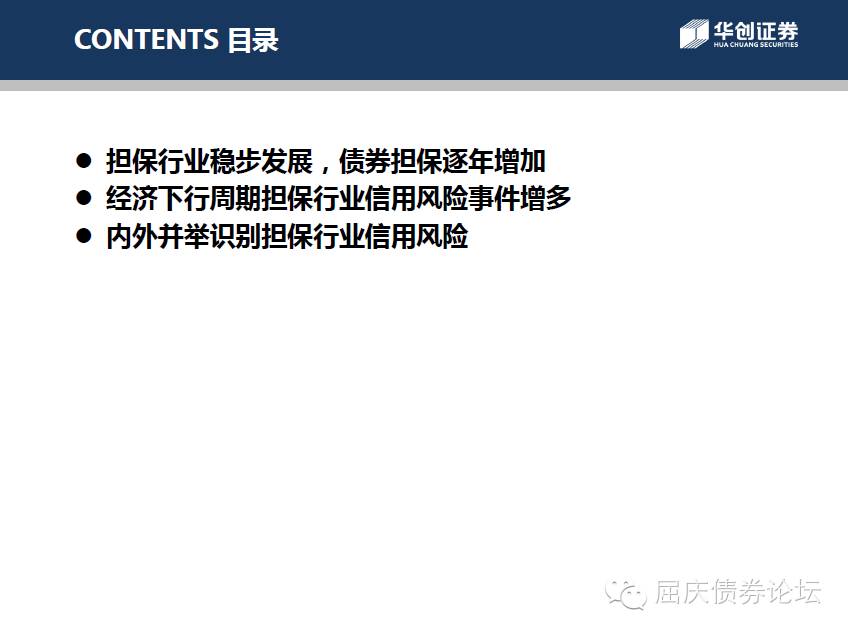 CONTENTS 目录
华创证券
HUA CHUANG SECURITIES
● 担保行业稳步发展，债券担保逐年增加
● 经济下行周期担保行业信用风险事件增多
● 内外并举识别担保行业信用风险
屈庆债券论坛